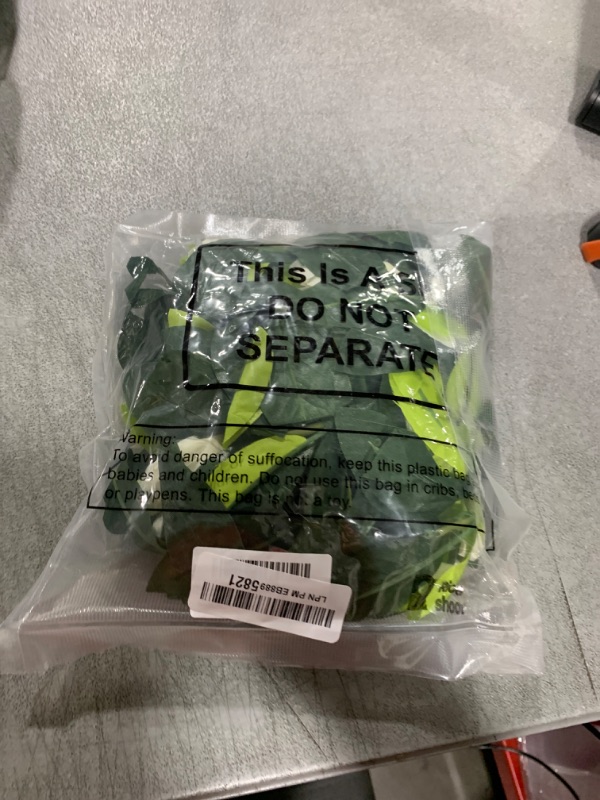 This Is A S
DO NOT
SEPARATE
Warning:
To avoid danger of suffocation, keep this plastic bag
babies and children. Do not use this bag in cribs, be
or playpens. This bag is not a toy.
LPN PM EB8895821